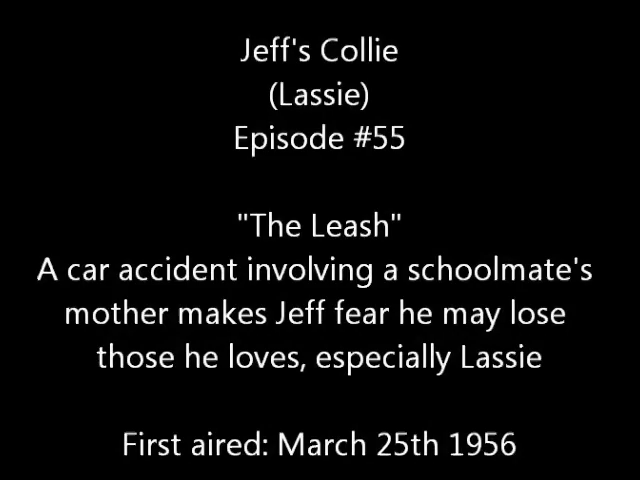 Jeff's Collie
(Lassie)
Episode #55
"The Leash"
A car accident involving a schoolmate's
mother makes Jeff fear he may lose
those he loves, especially Lassie
First aired: March 25th 1956